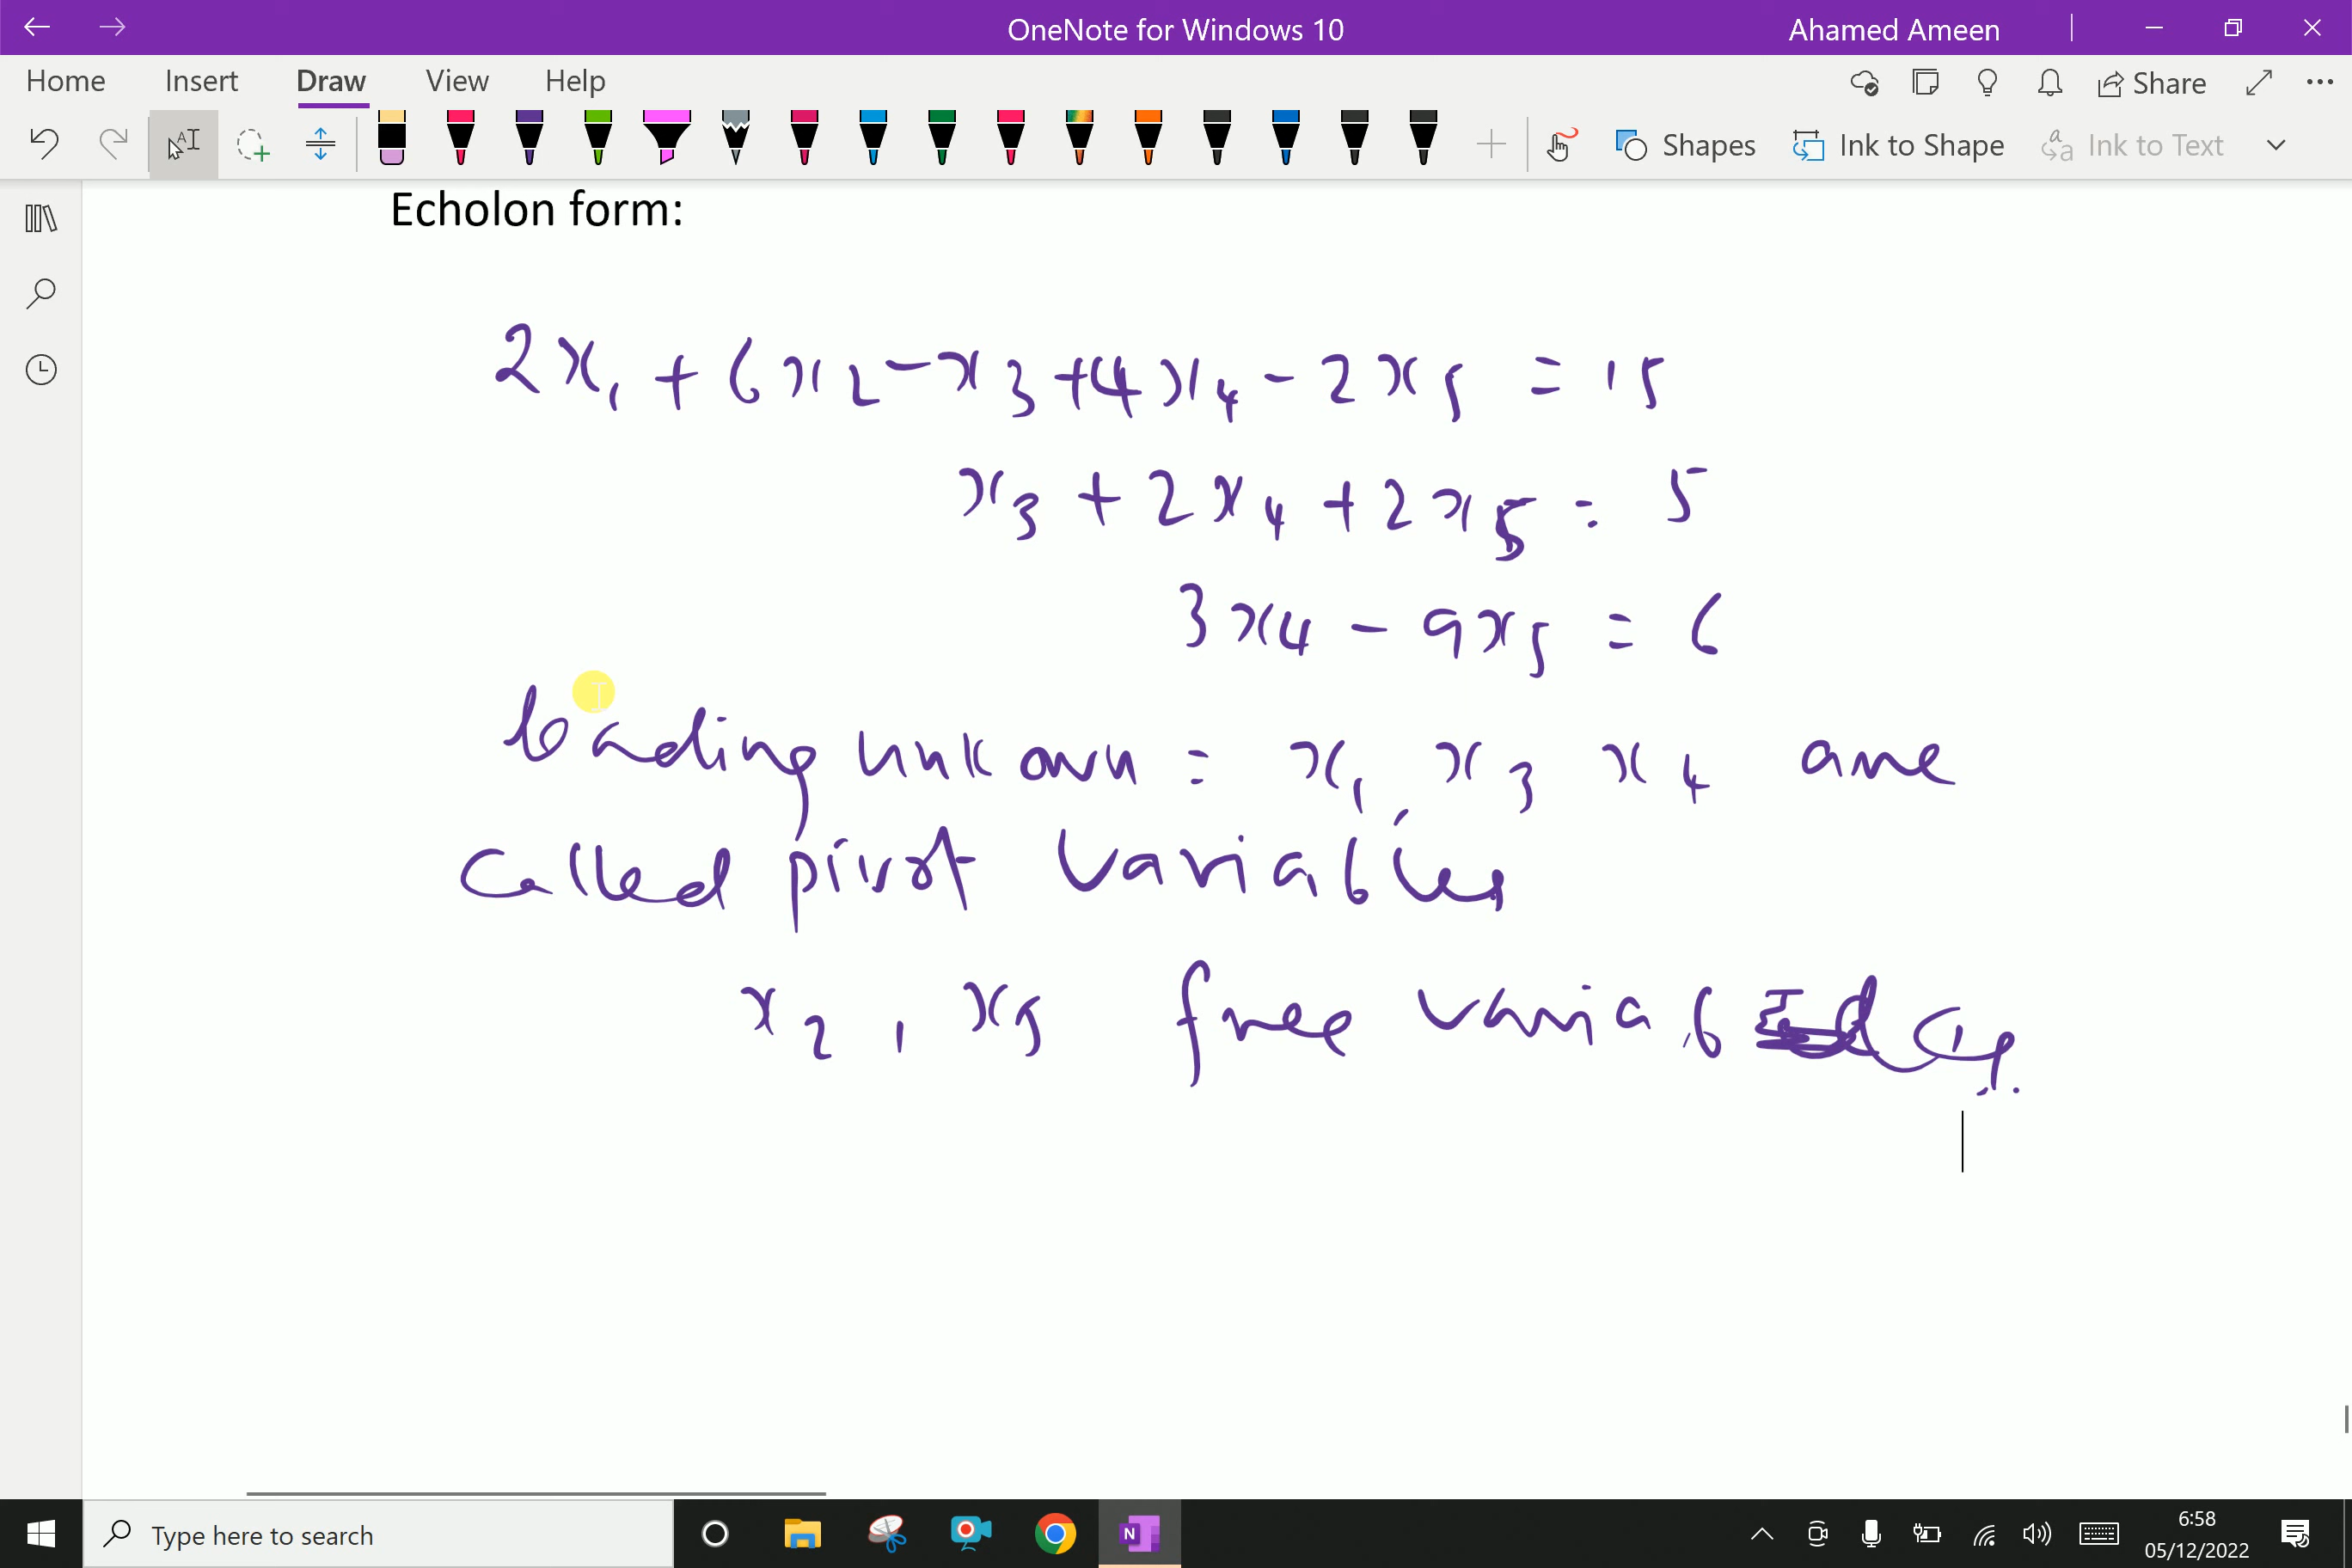 OneNote for Windows 10
Ahamed Ameen
Home Insert Draw View Help
Share
Shapes Ink to Shape Ink to Text
Echolon form:
2x₁ + 6x₂ - x₃ + 4x₄ - 2x₅ = 15
x₃ + 2x₄ + 2x₅ = 5
3x₄ - 9x₅ = 6
leading unkown = x₁, x₃ x₄ are
called pivot variables
x₂, x₅ free variables.
Type here to search
6:58
05/12/2022